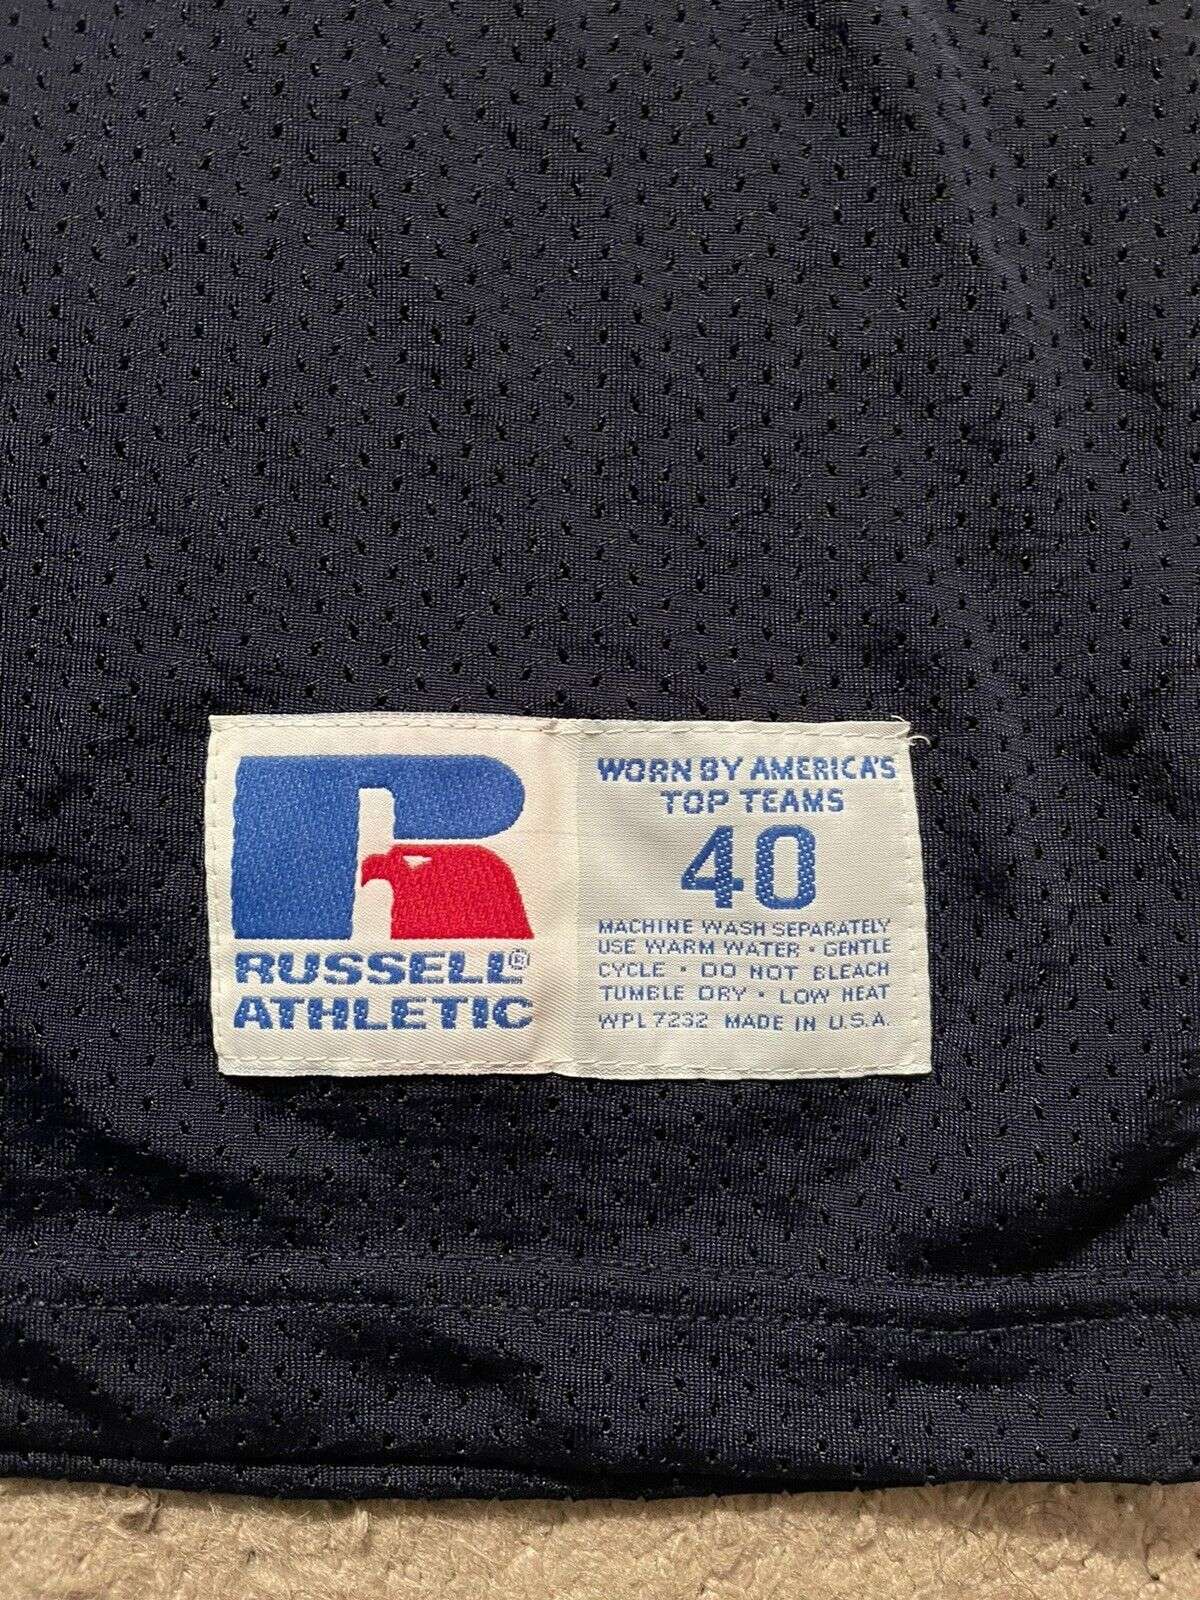 RUSSELL®
ATHLETIC
WORN BY AMERICA'S
TOP TEAMS
40
MACHINE WASH SEPARATELY
USE WARM WATER · GENTLE
CYCLE · DO NOT BLEACH
TUMBLE DRY · LOW HEAT
WPL 7232 MADE IN U.S.A.